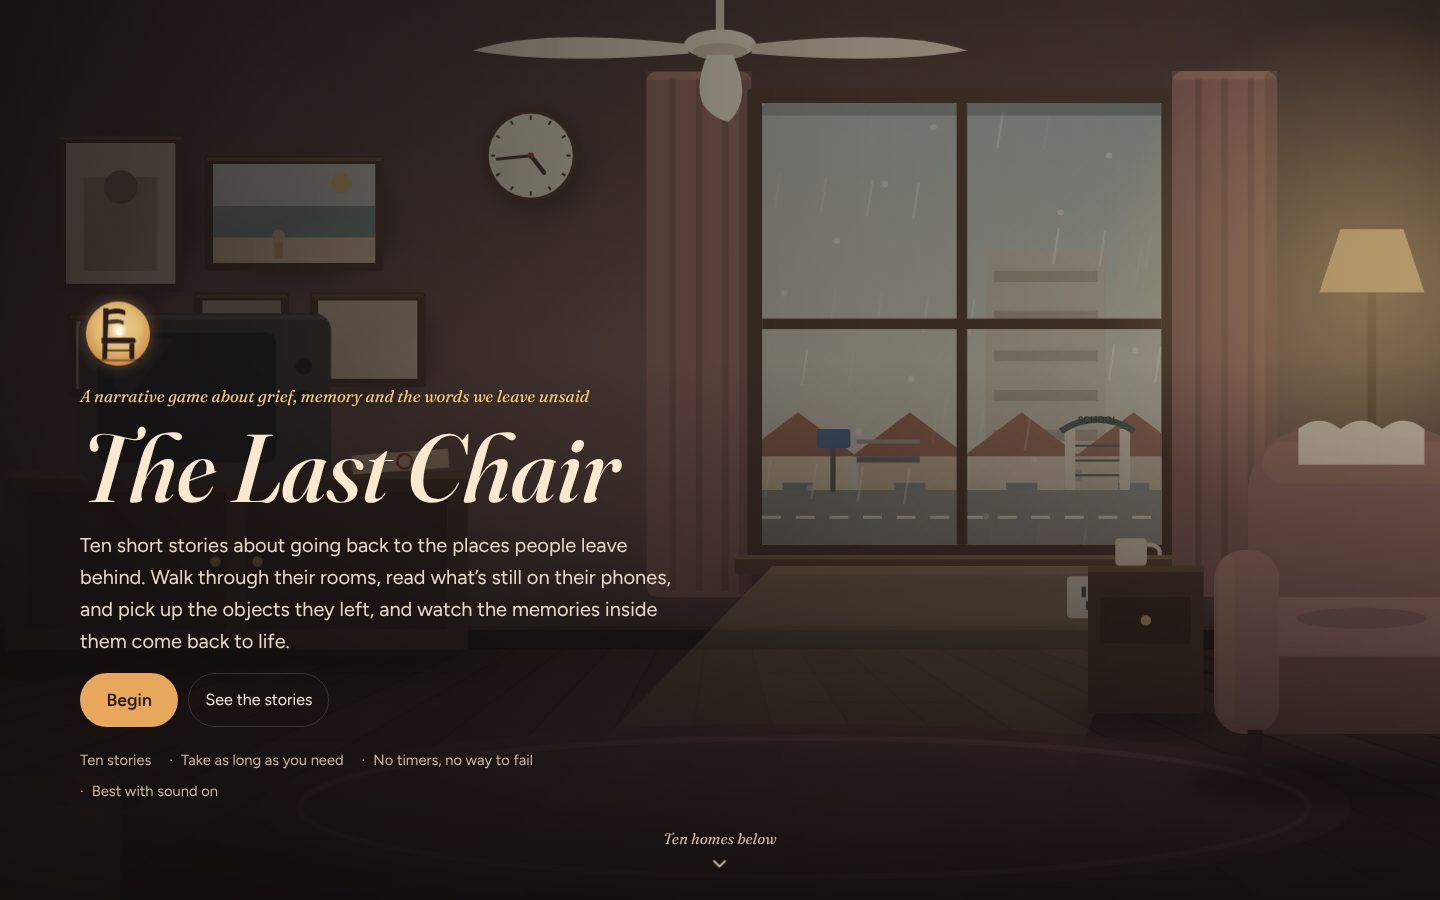 SCHOOL
A narrative game about grief, memory and the words we leave unsaid
The Last Chair
Ten short stories about going back to the places people leave
behind. Walk through their rooms, read what’s still on their phones,
and pick up the objects they left, and watch the memories inside
them come back to life.
Begin
See the stories
Ten stories · Take as long as you need · No timers, no way to fail
· Best with sound on
Ten homes below